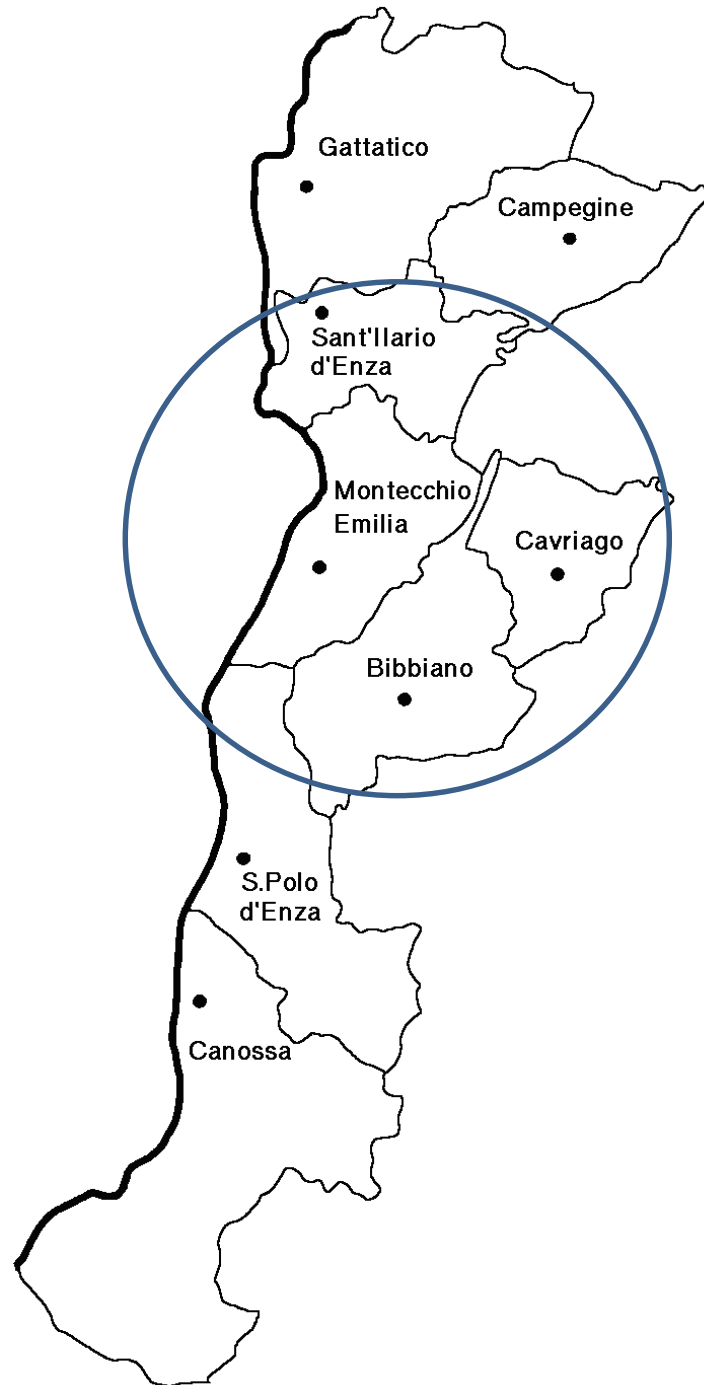 Gattatico
Campegine
Sant'Ilario
d'Enza
Montecchio
Emilia
Cavriago
Bibbiano
S.Polo
d'Enza
Canossa